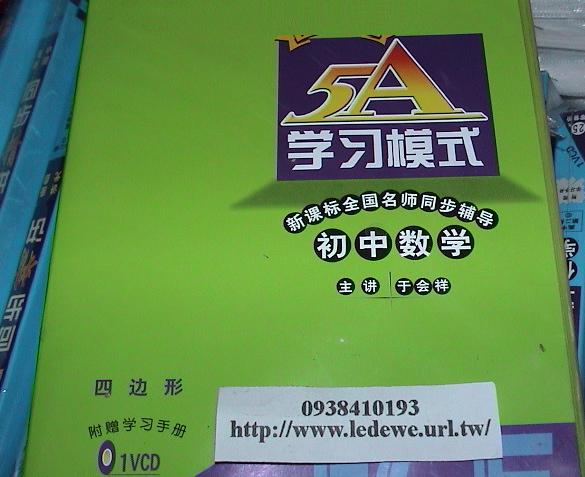 5A
学习模式
新课标全国名师同步辅导
初中数学
主讲 于会祥
四边形
附赠学习手册
1VCD
0938410193
http://www.ledewe.url.tw/
1VCD